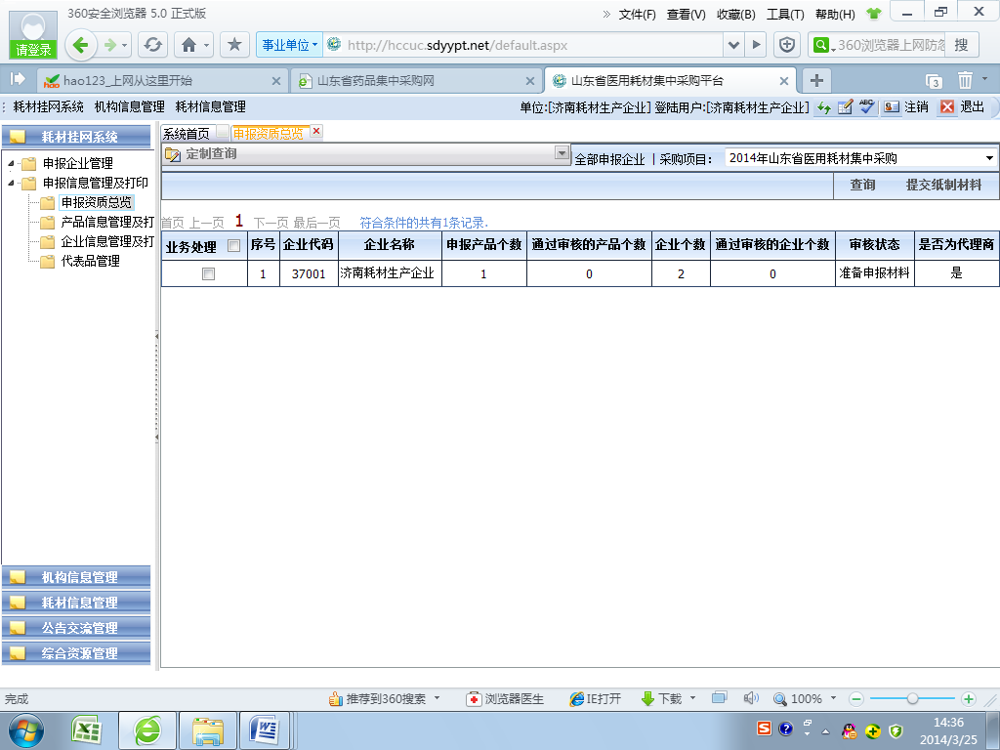 360安全浏览器 5.0 正式版
» 文件(F) 查看(V) 收藏(B) 工具(T) 帮助(H)
请登录
事业单位 http://hccuc.sdyypt.net/default.aspx
360浏览器上网防忽 搜
hao123_上网从这里开始
山东省药品集中采购网
山东省医用耗材集中采购平台
3
耗材挂网系统 机构信息管理 耗材信息管理
单位:[济南耗材生产企业] 登陆用户:[济南耗材生产企业] 注销 退出
耗材挂网系统
系统首页 申报资质总览
定制查询
全部申报企业 | 采购项目: 2014年山东省医用耗材集中采购
查询 提交纸制材料
申报企业管理
申报信息管理及打印
申报资质总览
产品信息管理及打
企业信息管理及打
代表品管理
首页 上一页 1 下一页 最后一页 符合条件的共有1条记录.
业务处理 序号 企业代码 企业名称 申报产品个数 通过审核的产品个数 企业个数 通过审核的企业个数 审核状态 是否为代理商
1 37001 济南耗材生产企业 1 0 2 0 准备申报材料 是
机构信息管理
耗材信息管理
公告交流管理
综合资源管理
完成
推荐到360搜索 浏览器医生 IE打开 下载 100%
14:36
2014/3/25